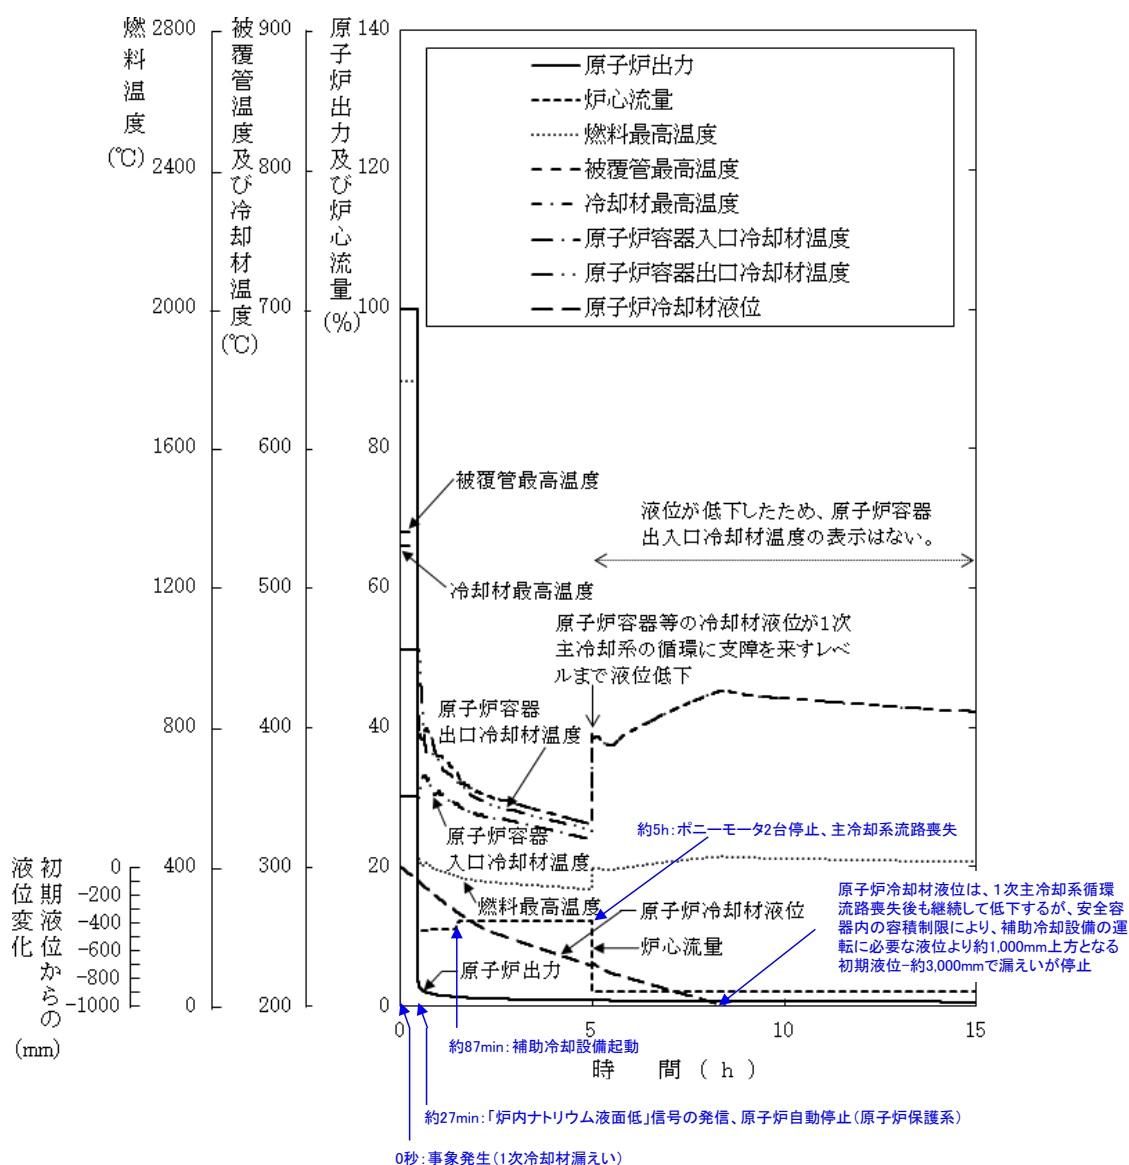 燃料温度
(℃)
2800
2400
2000
1600
1200
800
400
0
被覆管温度及び冷却材温度
(℃)
900
800
700
600
500
400
300
200
原子炉出力及び炉心流量
(%)
140
120
100
80
60
40
20
0
初期液位からの
液位変化
(mm)
0
-200
-400
-600
-800
-1000
原子炉出力
炉心流量
燃料最高温度
被覆管最高温度
冷却材最高温度
原子炉容器入口冷却材温度
原子炉容器出口冷却材温度
原子炉冷却材液位
被覆管最高温度
冷却材最高温度
液位が低下したため、原子炉容器
出入口冷却材温度の表示はない。
原子炉容器等の冷却材液位が1次
主冷却系の循環に支障を来すレベ
ルまで液位低下
原子炉容器
出口冷却材温度
原子炉容器
入口冷却材温度
燃料最高温度
原子炉冷却材液位
炉心流量
原子炉出力
約5h:ポニーモータ2台停止、主冷却系流路喪失
原子炉冷却材液位は、1次主冷却系循環
流路喪失後も継続して低下するが、安全容
器内の容積制限により、補助冷却設備の運
転に必要な液位より約1,000mm上方となる
初期液位-約3,000mmで漏えいが停止
0
5
10
15
時 間 ( h )
約87min:補助冷却設備起動
約27min:「炉内ナトリウム液面低」信号の発信、原子炉自動停止(原子炉保護系)
0秒:事象発生(1次冷却材漏えい)